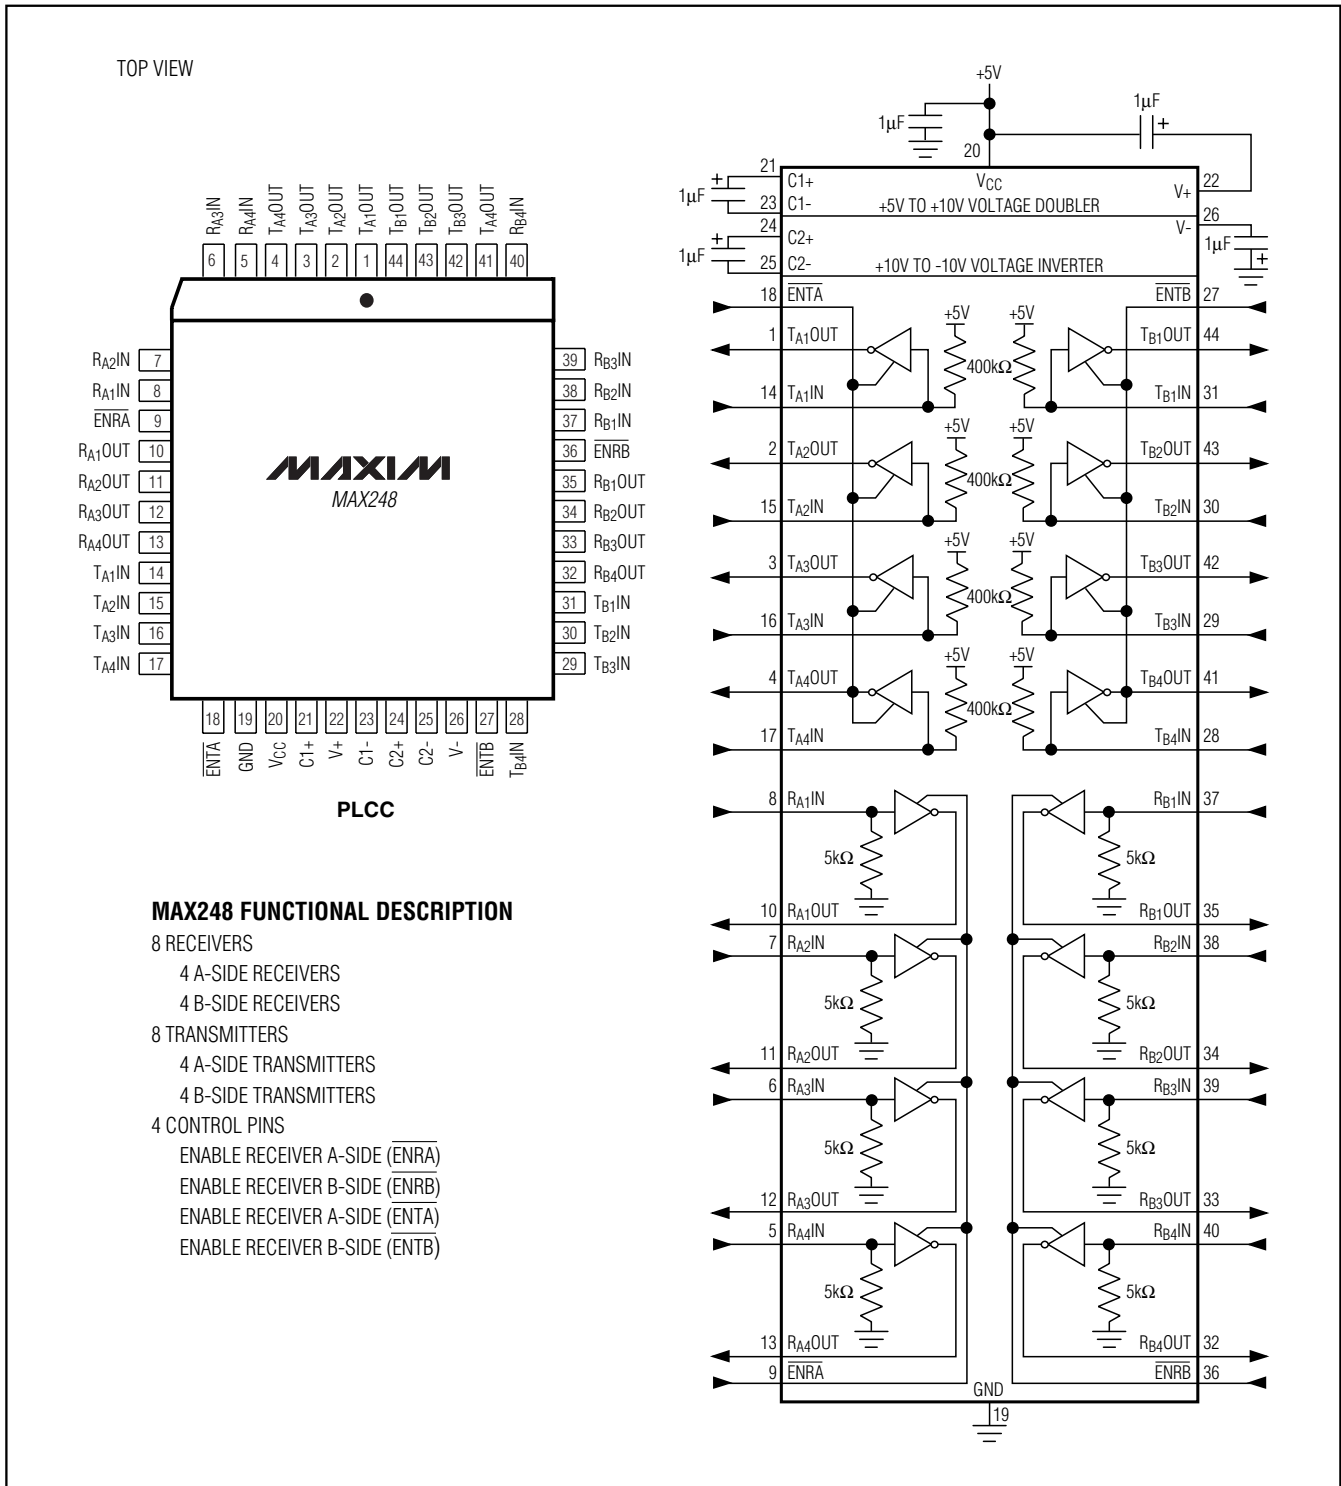 TOP VIEW
RA3IN
RA4IN
TA4OUT
TA3OUT
TA2OUT
TA1OUT
TB1OUT
TB2OUT
TB3OUT
TA4OUT
RB4IN
6 5 4 3 2 1 44 43 42 41 40
RA2IN 7
RA1IN 8
ENRA 9
RA1OUT 10
RA2OUT 11
RA3OUT 12
RA4OUT 13
TA1IN 14
TA2IN 15
TA3IN 16
TA4IN 17
MAXIM
MAX248
39 RB3IN
38 RB2IN
37 RB1IN
36 ENRB
35 RB1OUT
34 RB2OUT
33 RB3OUT
32 RB4OUT
31 TB1IN
30 TB2IN
29 TB3IN
18 19 20 21 22 23 24 25 26 27 28
ENTA
GND
VCC
C1+
V+
C1-
C2+
C2-
V-
ENTB
TB4IN
PLCC
MAX248 FUNCTIONAL DESCRIPTION
8 RECEIVERS
4 A-SIDE RECEIVERS
4 B-SIDE RECEIVERS
8 TRANSMITTERS
4 A-SIDE TRANSMITTERS
4 B-SIDE TRANSMITTERS
4 CONTROL PINS
ENABLE RECEIVER A-SIDE (ENRA)
ENABLE RECEIVER B-SIDE (ENRB)
ENABLE RECEIVER A-SIDE (ENTA)
ENABLE RECEIVER B-SIDE (ENTB)
+5V
1µF
1µF +
20
21 C1+ VCC V+ 22
+ 1µF
23 C1- +5V TO +10V VOLTAGE DOUBLER
V- 26
24 C2+
+ 1µF
1µF +
25 C2- +10V TO -10V VOLTAGE INVERTER
18 ENTA ENTB 27
+5V +5V
1 TA1OUT TB1OUT 44
400kΩ
14 TA1IN TB1IN 31
+5V +5V
2 TA2OUT TB2OUT 43
400kΩ
15 TA2IN TB2IN 30
+5V +5V
3 TA3OUT TB3OUT 42
400kΩ
16 TA3IN TB3IN 29
+5V +5V
4 TA4OUT TB4OUT 41
400kΩ
17 TA4IN TB4IN 28
8 RA1IN RB1IN 37
5kΩ 5kΩ
10 RA1OUT RB1OUT 35
7 RA2IN RB2IN 38
5kΩ 5kΩ
11 RA2OUT RB2OUT 34
6 RA3IN RB3IN 39
5kΩ 5kΩ
12 RA3OUT RB3OUT 33
5 RA4IN RB4IN 40
5kΩ 5kΩ
13 RA4OUT RB4OUT 32
9 ENRA ENRB 36
GND
19